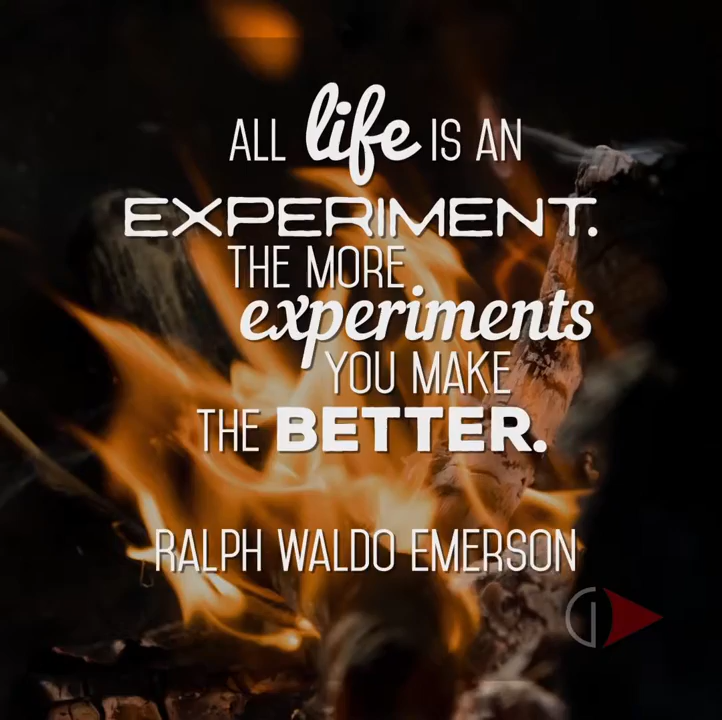 ALL life IS AN
EXPERIMENT.
THE MORE
experiments
YOU MAKE
THE BETTER.
RALPH WALDO EMERSON